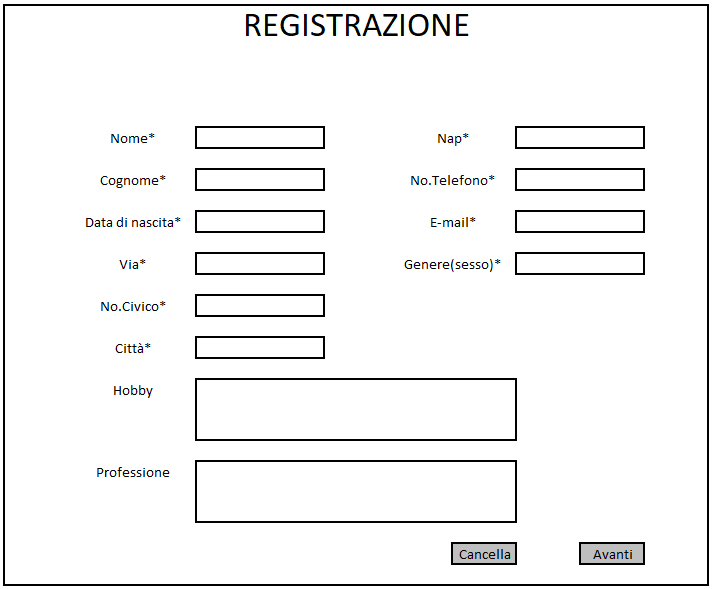 REGISTRAZIONE
Nome*
Nap*
Cognome*
No.Telefono*
Data di nascita*
E-mail*
Via*
Genere(sesso)*
No.Civico*
Città*
Hobby
Professione
Cancella
Avanti